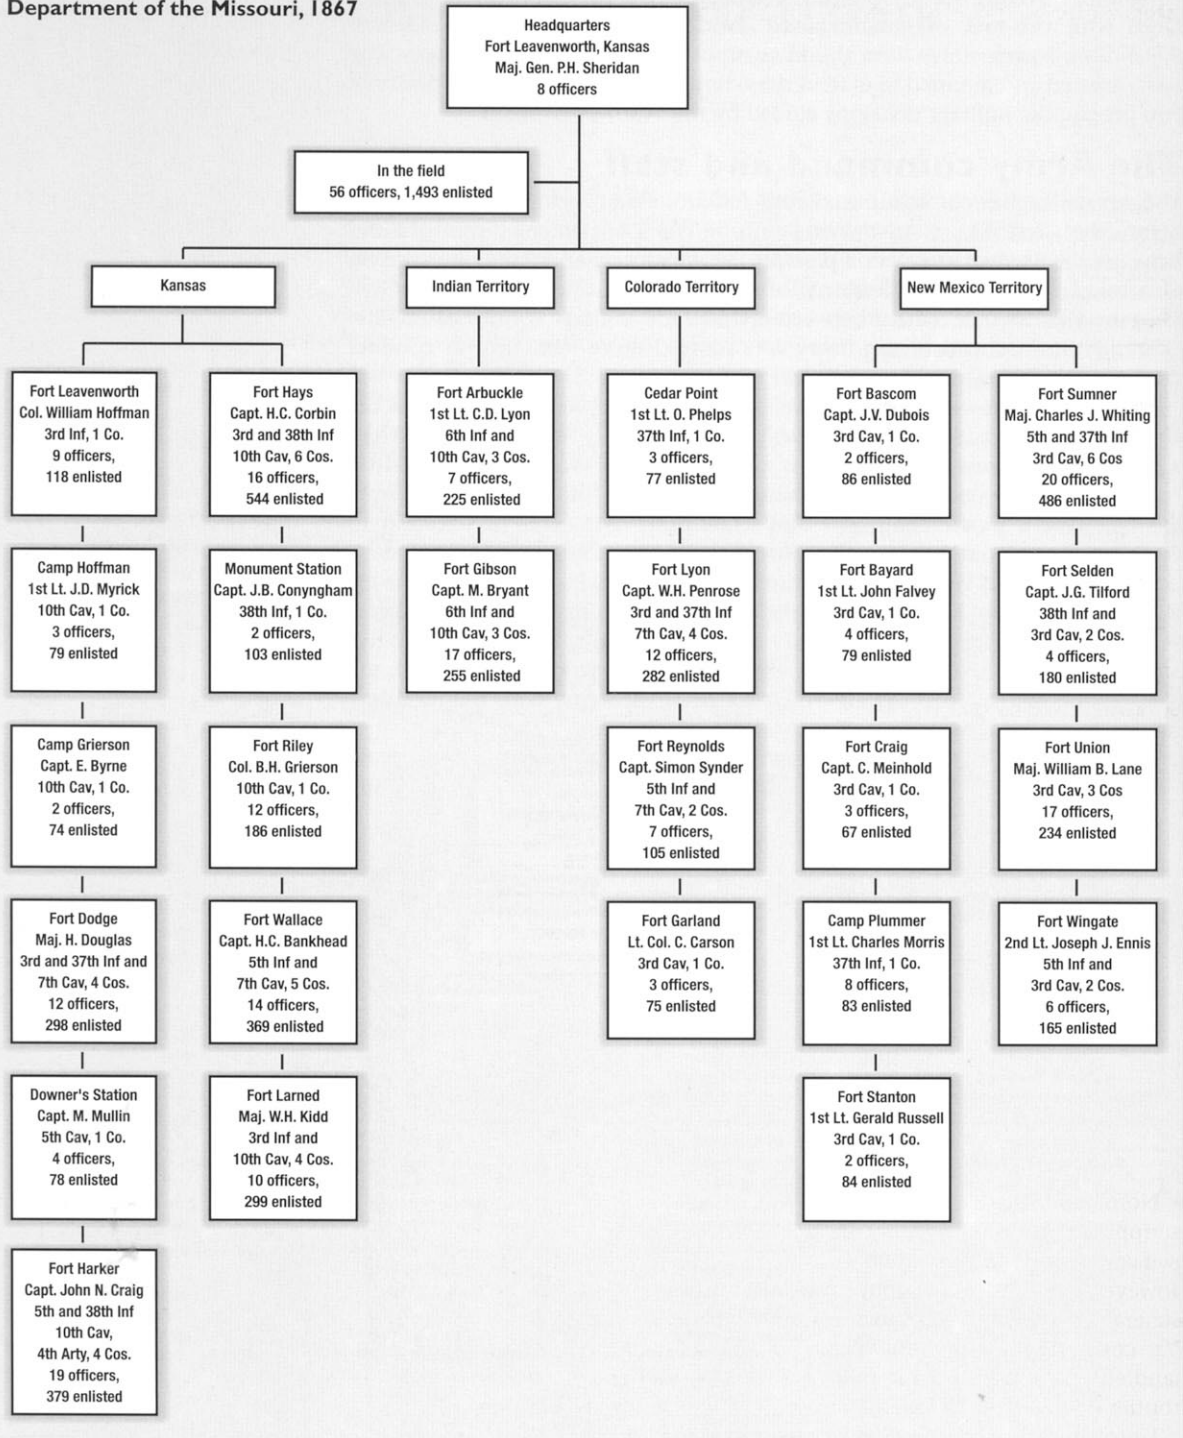 Department of the Missouri, 1867
Headquarters
Fort Leavenworth, Kansas
Maj. Gen. P.H. Sheridan
8 officers
In the field
56 officers, 1,493 enlisted
Kansas
Indian Territory
Colorado Territory
New Mexico Territory
Fort Leavenworth
Col. William Hoffman
3rd Inf, 1 Co.
9 officers,
118 enlisted
Camp Hoffman
1st Lt. J.D. Myrick
10th Cav, 1 Co.
3 officers,
79 enlisted
Camp Grierson
Capt. E. Byrne
10th Cav, 1 Co.
2 officers,
74 enlisted
Fort Dodge
Maj. H. Douglas
3rd and 37th Inf and
7th Cav, 4 Cos.
12 officers,
298 enlisted
Downer's Station
Capt. M. Mullin
5th Cav, 1 Co.
4 officers,
78 enlisted
Fort Harker
Capt. John N. Craig
5th and 38th Inf
10th Cav,
4th Arty, 4 Cos.
19 officers,
379 enlisted
Fort Hays
Capt. H.C. Corbin
3rd and 38th Inf
10th Cav, 6 Cos.
16 officers,
544 enlisted
Monument Station
Capt. J.B. Conyngham
38th Inf, 1 Co.
2 officers,
103 enlisted
Fort Riley
Col. B.H. Grierson
10th Cav, 1 Co.
12 officers,
186 enlisted
Fort Wallace
Capt. H.C. Bankhead
5th Inf and
7th Cav, 5 Cos.
14 officers,
369 enlisted
Fort Larned
Maj. W.H. Kidd
3rd Inf and
10th Cav, 4 Cos.
10 officers,
299 enlisted
Fort Arbuckle
1st Lt. C.D. Lyon
6th Inf and
10th Cav, 3 Cos.
7 officers,
225 enlisted
Fort Gibson
Capt. M. Bryant
6th Inf and
10th Cav, 3 Cos.
17 officers,
255 enlisted
Cedar Point
1st Lt. O. Phelps
37th Inf, 1 Co.
3 officers,
77 enlisted
Fort Lyon
Capt. W.H. Penrose
3rd and 37th Inf
7th Cav, 4 Cos.
12 officers,
282 enlisted
Fort Reynolds
Capt. Simon Synder
5th Inf and
7th Cav, 2 Cos.
7 officers,
105 enlisted
Fort Garland
Lt. Col. C. Carson
3rd Cav, 1 Co.
3 officers,
75 enlisted
Fort Bascom
Capt. J.V. Dubois
3rd Cav, 1 Co.
2 officers,
86 enlisted
Fort Bayard
1st Lt. John Falvey
3rd Cav, 1 Co.
4 officers,
79 enlisted
Fort Craig
Capt. C. Meinhold
3rd Cav, 1 Co.
3 officers,
67 enlisted
Camp Plummer
1st Lt. Charles Morris
37th Inf, 1 Co.
8 officers,
83 enlisted
Fort Stanton
1st Lt. Gerald Russell
3rd Cav, 1 Co.
2 officers,
84 enlisted
Fort Sumner
Maj. Charles J. Whiting
5th and 37th Inf
3rd Cav, 6 Cos
20 officers,
486 enlisted
Fort Selden
Capt. J.G. Tilford
38th Inf and
3rd Cav, 2 Cos.
4 officers,
180 enlisted
Fort Union
Maj. William B. Lane
3rd Cav, 3 Cos
17 officers,
234 enlisted
Fort Wingate
2nd Lt. Joseph J. Ennis
5th Inf and
3rd Cav, 2 Cos.
6 officers,
165 enlisted